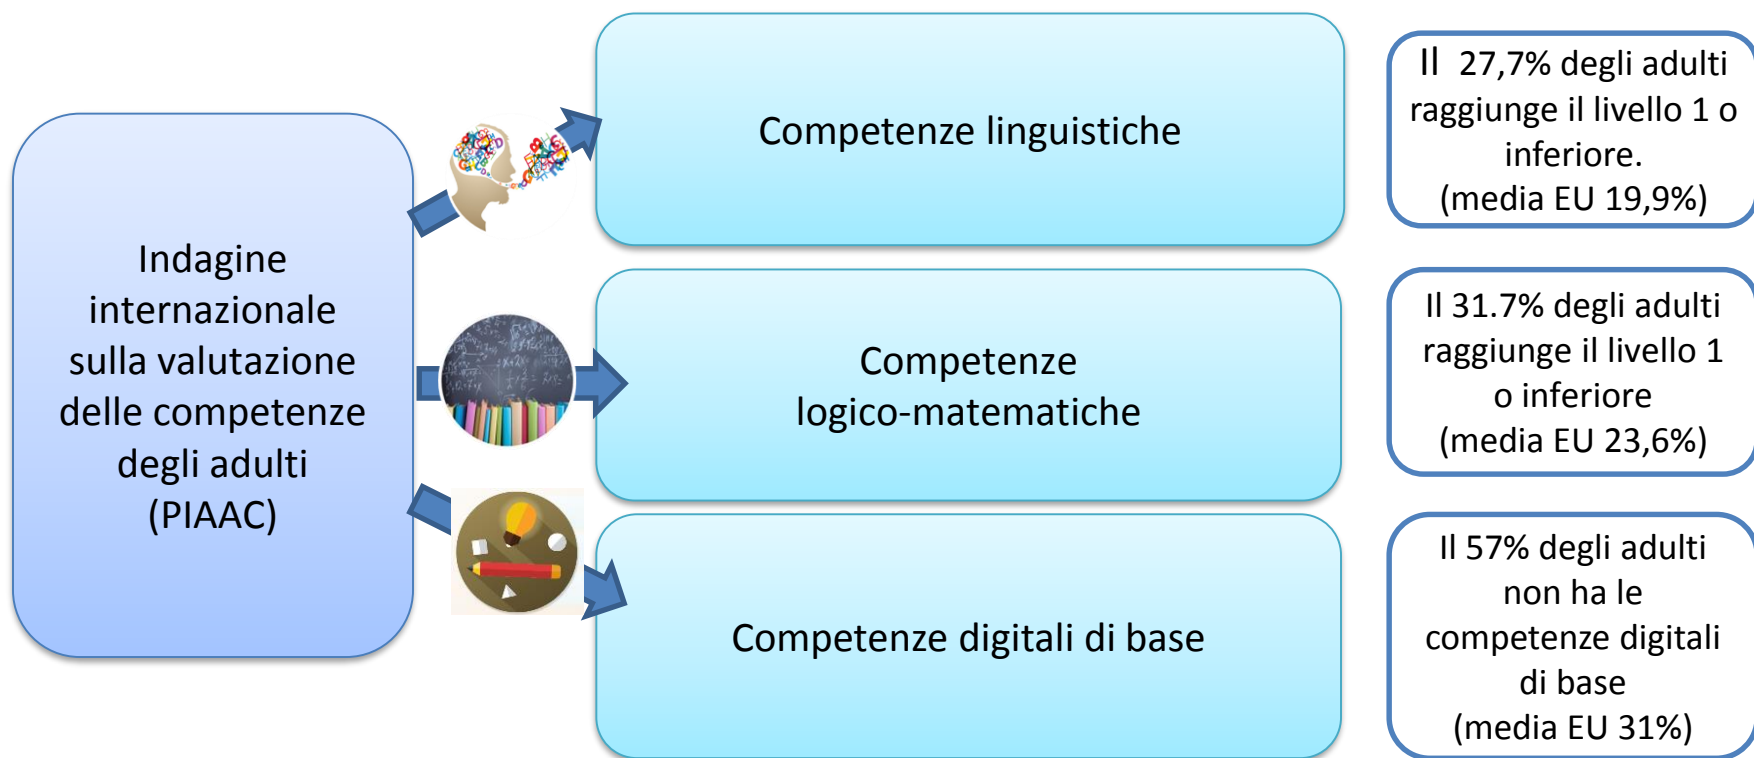 Indagine
internazionale
sulla valutazione
delle competenze
degli adulti
(PIAAC)
Competenze linguistiche
Il 27,7% degli adulti
raggiunge il livello 1 o
inferiore.
(media EU 19,9%)
Competenze
logico-matematiche
Il 31.7% degli adulti
raggiunge il livello 1
o inferiore
(media EU 23,6%)
Competenze digitali di base
Il 57% degli adulti
non ha le
competenze digitali
di base
(media EU 31%)